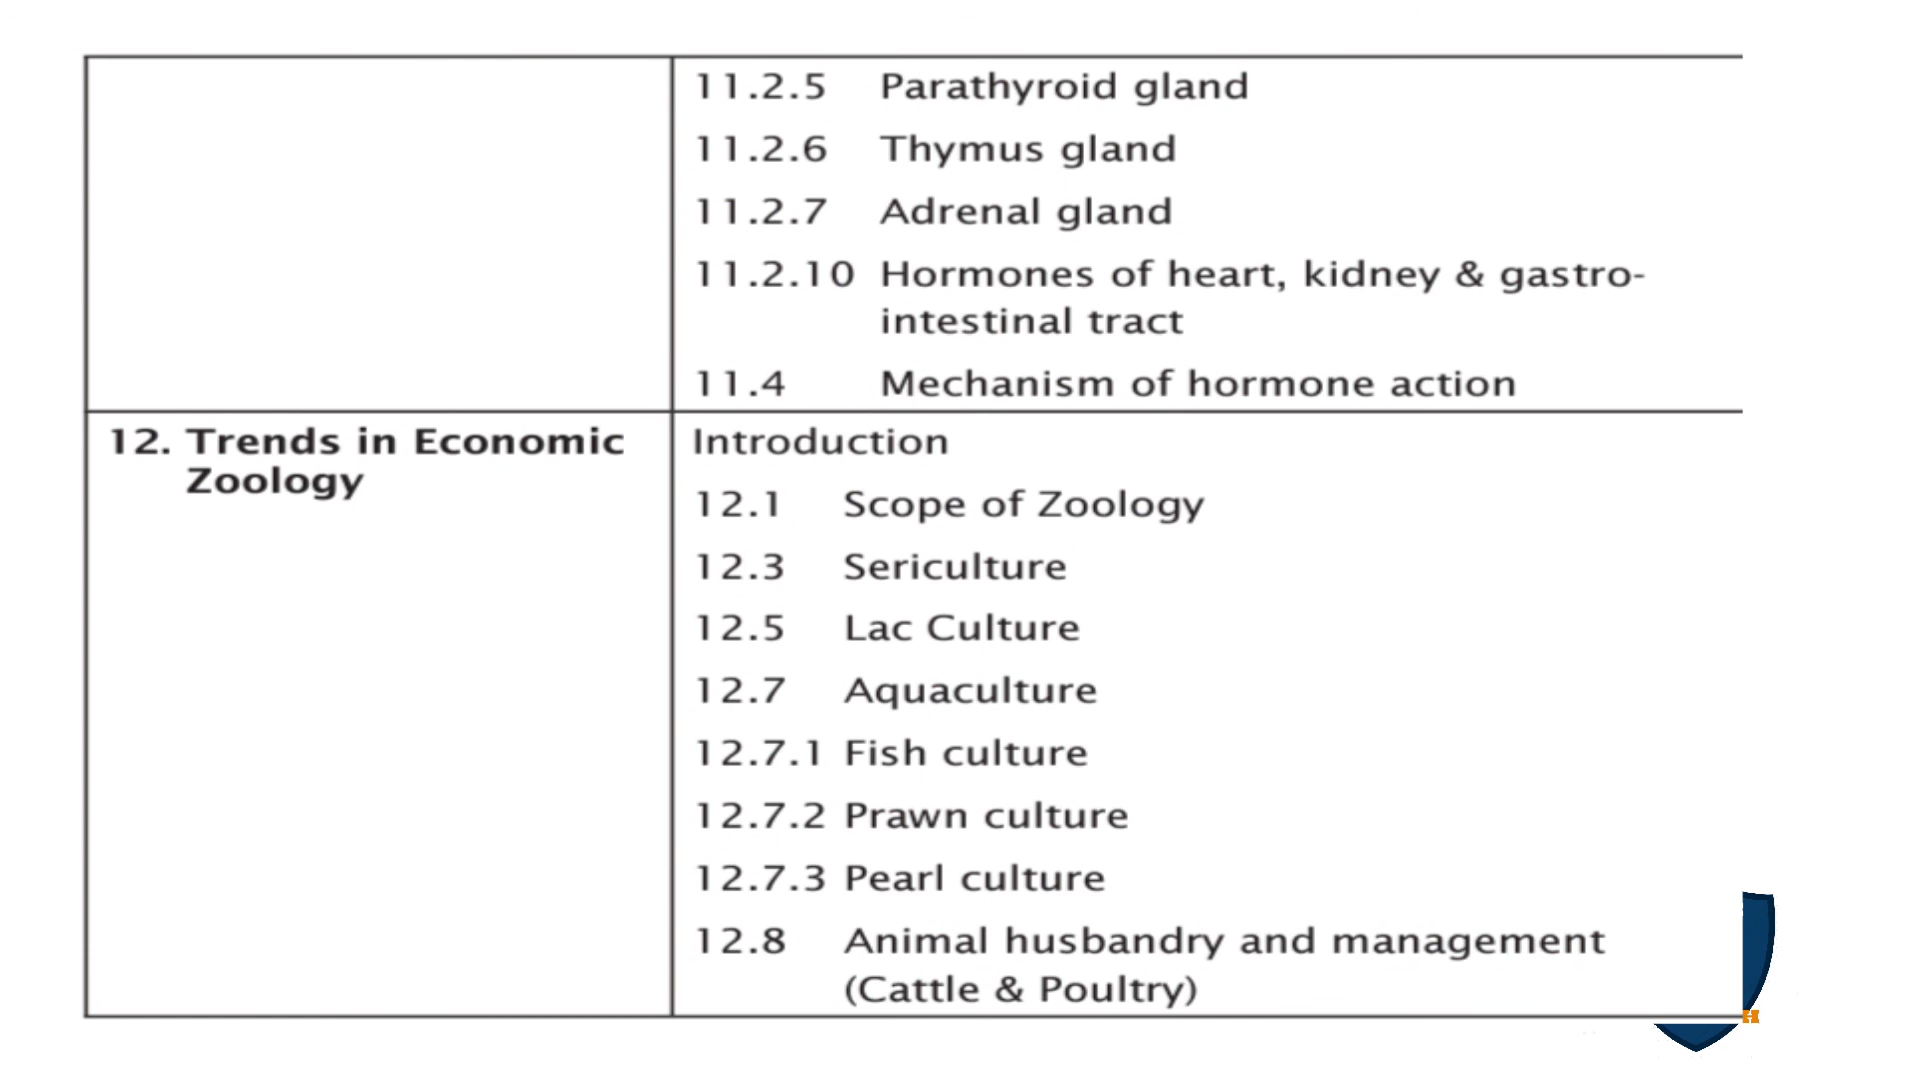 11.2.5 Parathyroid gland
11.2.6 Thymus gland
11.2.7 Adrenal gland
11.2.10 Hormones of heart, kidney & gastro-
intestinal tract
11.4 Mechanism of hormone action
12. Trends in Economic
Zoology
Introduction
12.1 Scope of Zoology
12.3 Sericulture
12.5 Lac Culture
12.7 Aquaculture
12.7.1 Fish culture
12.7.2 Prawn culture
12.7.3 Pearl culture
12.8 Animal husbandry and management
(Cattle & Poultry)
H